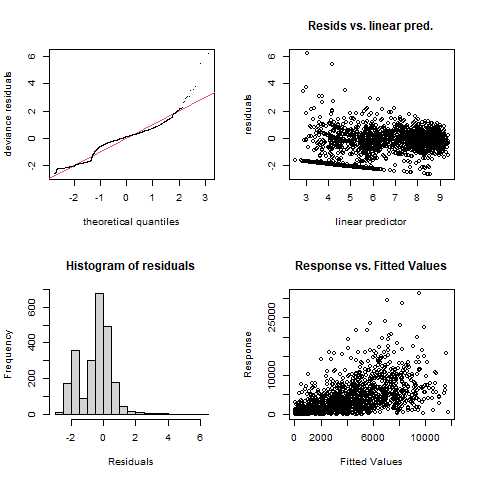 deviance residuals
6
4
2
0
-2
-2 -1 0 1 2 3
theoretical quantiles
Resids vs. linear pred.
residuals
6
4
2
0
-2
3 4 5 6 7 8 9
linear predictor
Histogram of residuals
Frequency
600
400
200
0
-2 0 2 4 6
Residuals
Response vs. Fitted Values
Response
25000
10000
0
0 2000 6000 10000
Fitted Values